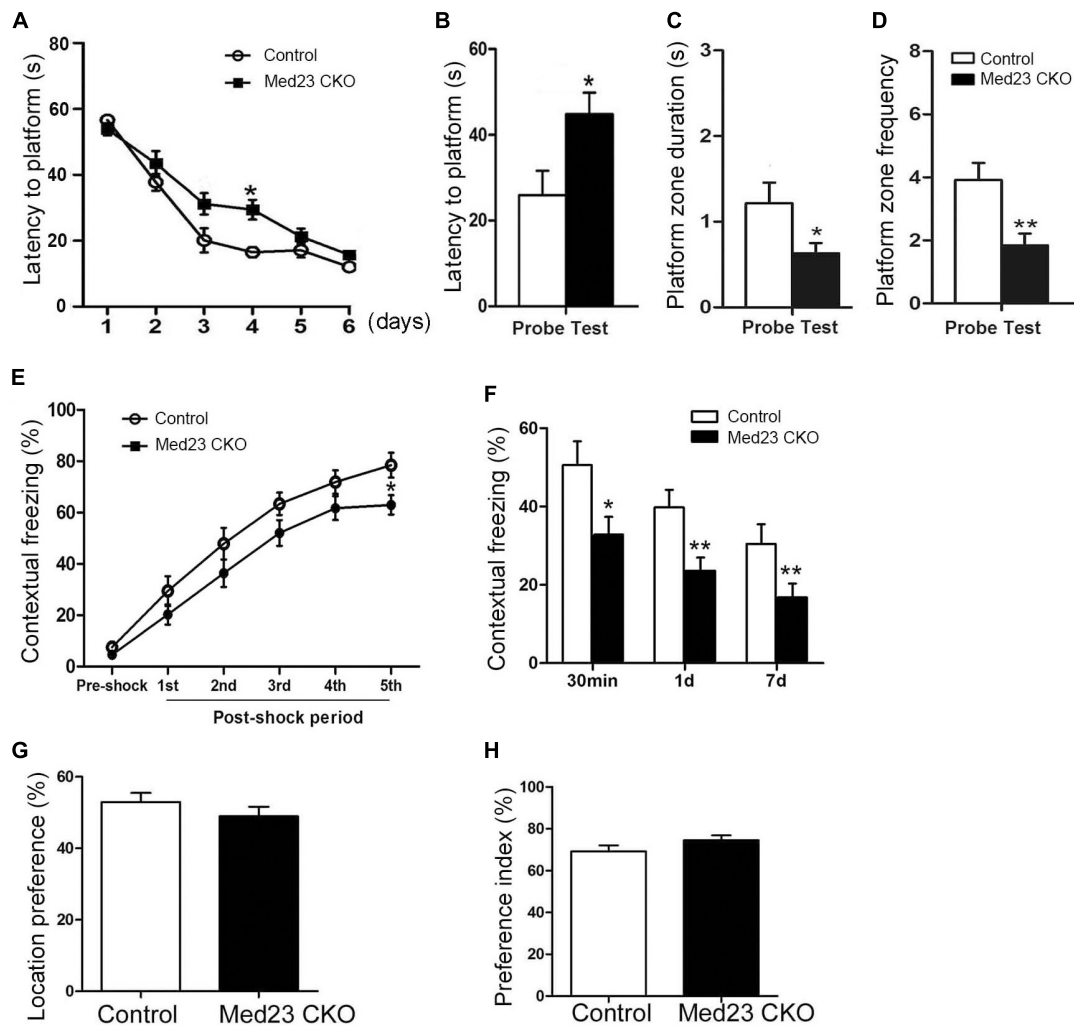 A
Latency to platform (s)
80
60
40
20
0
Control
Med23 CKO
*
1 2 3 4 5 6 (days)
B
Latency to platform (s)
60
40
20
0
*
Probe Test
C
Platform zone duration (s)
3
2
1
0
*
Probe Test
D
Platform zone frequency
8
6
4
2
0
Control
Med23 CKO
**
Probe Test
E
Contextual freezing (%)
100
80
60
40
20
0
Control
Med23 CKO
*
Pre-shock 1st 2nd 3rd 4th 5th
Post-shock period
F
Contextual freezing (%)
60
40
20
0
Control
Med23 CKO
*
**
**
30min 1d 7d
G
Location preference (%)
60
40
20
0
Control Med23 CKO
H
Preference index (%)
100
80
60
40
20
0
Control Med23 CKO